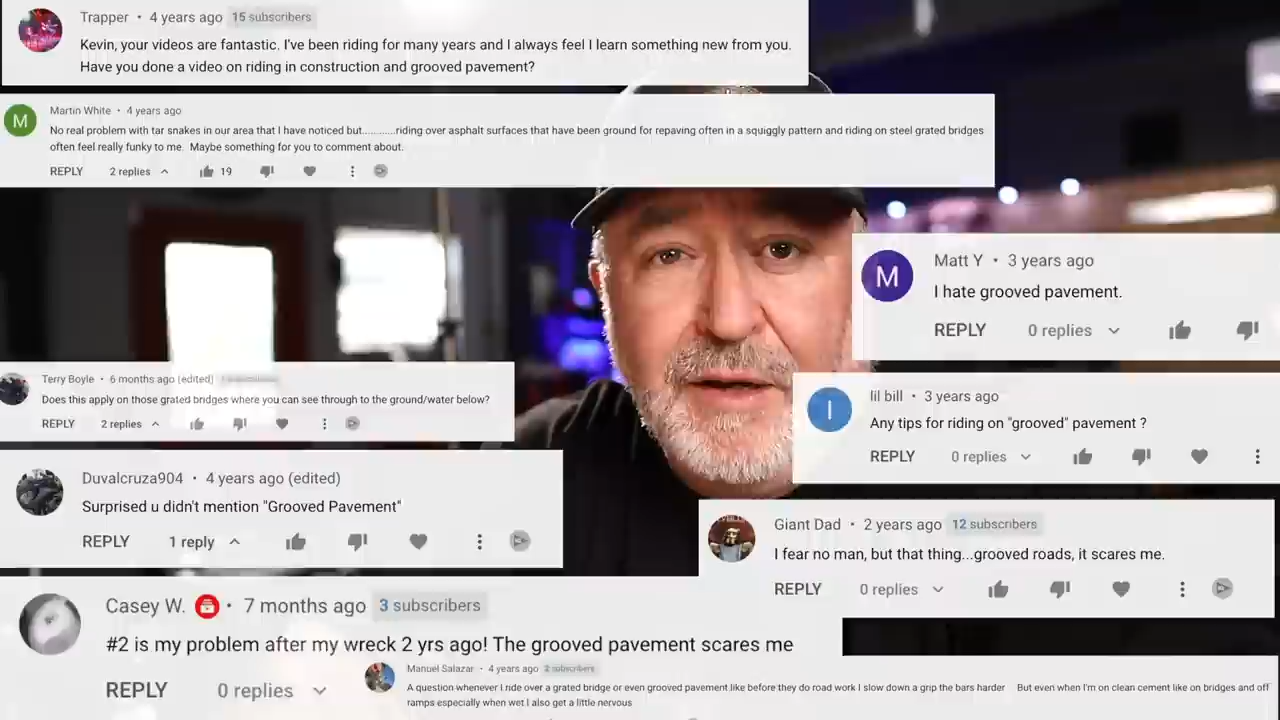 Trapper • 4 years ago 15 subscribers
Kevin, your videos are fantastic. I've been riding for many years and I always feel I learn something new from you.
Have you done a video on riding in construction and grooved pavement?
M
Martin White • 4 years ago
No real problem with tar snakes in our area that I have noticed but............riding over asphalt surfaces that have been ground for repaving often in a squiggly pattern and riding on steel grated bridges
often feel really funky to me. Maybe something for you to comment about.
REPLY 2 replies 19
M
Matt Y • 3 years ago
I hate grooved pavement.
REPLY 0 replies
Terry Boyle • 6 months ago (edited)
Does this apply on those grated bridges where you can see through to the ground/water below?
REPLY 2 replies
l
lil bill • 3 years ago
Any tips for riding on "grooved" pavement ?
REPLY 0 replies
Duvalcruza904 • 4 years ago (edited)
Surprised u didn't mention "Grooved Pavement"
REPLY 1 reply
Giant Dad • 2 years ago 12 subscribers
I fear no man, but that thing...grooved roads, it scares me.
REPLY 0 replies
Casey W. • 7 months ago 3 subscribers
#2 is my problem after my wreck 2 yrs ago! The grooved pavement scares me
REPLY 0 replies
Manuel Salazar • 4 years ago 2 subscribers
A question whenever I ride over a grated bridge or even grooved pavement like before they do road work I slow down a grip the bars harder But even when I'm on clean cement like on bridges and off
ramps especially when wet I also get a little nervous